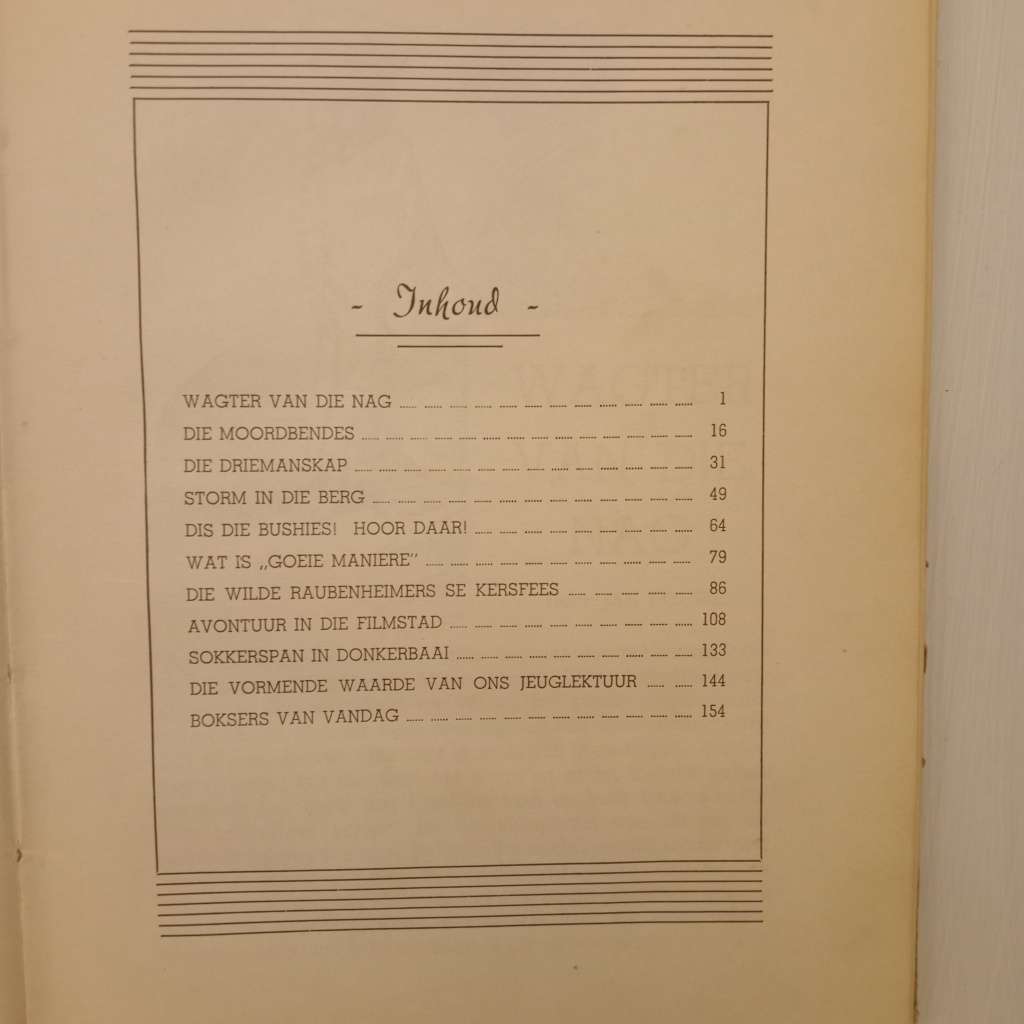 - Inhoud -
WAGTER VAN DIE NAG ...... 1
DIE MOORDBENDES ...... 16
DIE DRIEMANSKAP ...... 31
STORM IN DIE BERG ...... 49
DIS DIE BUSHIES! HOOR DAAR! ...... 64
WAT IS „GOEIE MANIERE” ...... 79
DIE WILDE RAUBENHEIMERS SE KERSFEES ...... 86
AVONTUUR IN DIE FILMSTAD ...... 108
SOKKERSPAN IN DONKERBAAI ...... 133
DIE VORMENDE WAARDE VAN ONS JEUGLEKTUUR ...... 144
BOKSERS VAN VANDAG ...... 154